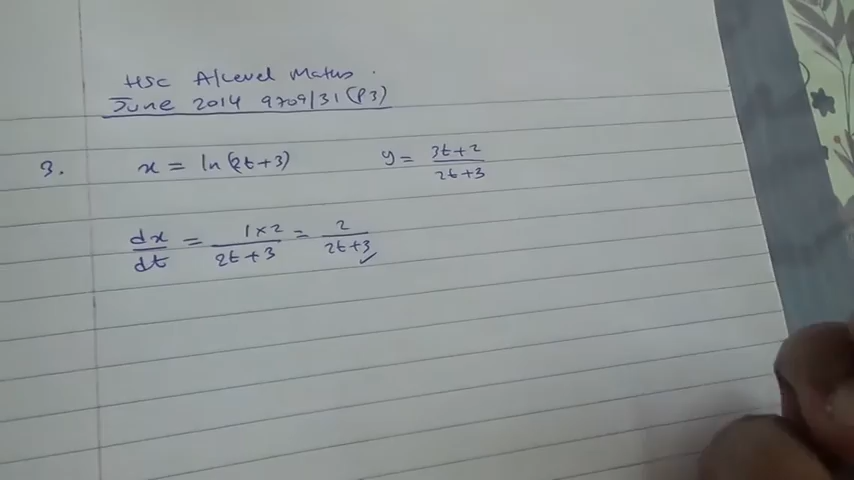 HSC A/Level Maths.
June 2014 9709/31 (P3)
3. x = ln(2t+3) y = (3t+2)/(2t+3)
dx/dt = (1×2)/(2t+3) = 2/(2t+3) ✓